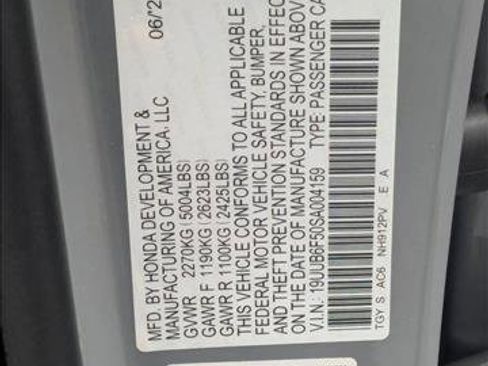 MFD. BY HONDA DEVELOPMENT & 06/2
MANUFACTURING OF AMERICA, LLC
GVWR 2270KG (5004LBS)
GAWR F 1190KG (2623LBS)
GAWR R 1100KG (2425LBS)
THIS VEHICLE CONFORMS TO ALL APPLICABLE
FEDERAL MOTOR VEHICLE SAFETY, BUMPER,
AND THEFT PREVENTION STANDARDS IN EFFEC
ON THE DATE OF MANUFACTURE SHOWN ABOV
V.I.N.: 19UUB6F50SA004159 TYPE: PASSENGER CA
TGY S AC6 NH912PV E A